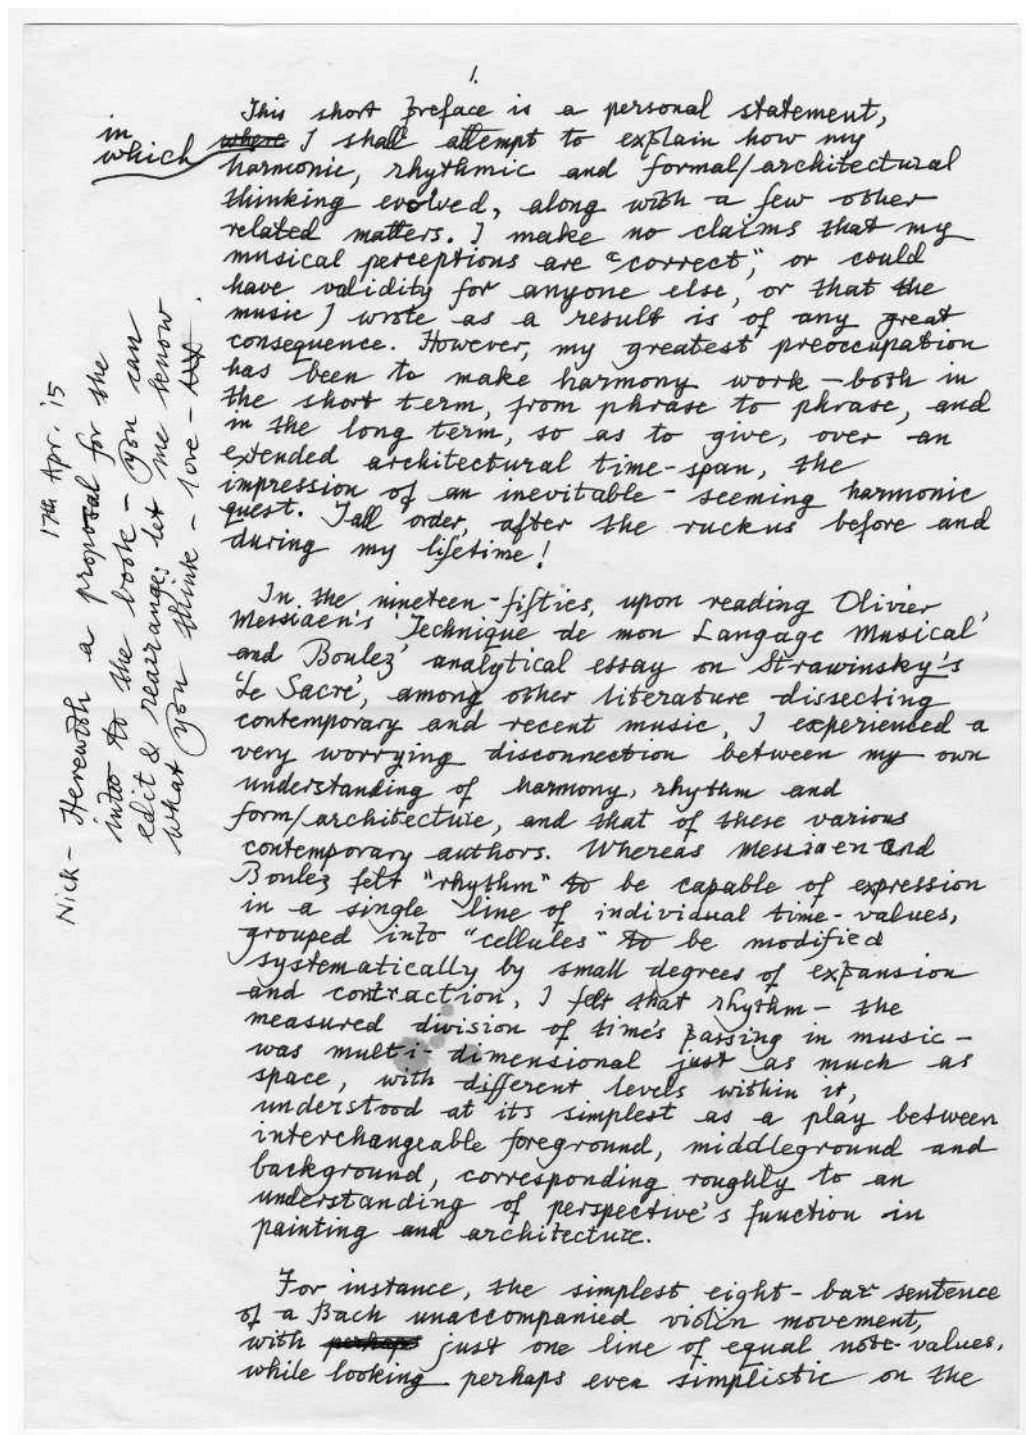 1.
This short preface is a personal statement,
in
which
where I shall attempt to explain how my
harmonic, rhythmic and formal/architectural
thinking evolved, along with a few other
related matters. I make no claims that my
musical perceptions are "correct", or could
have validity for anyone else, or that the
music I wrote as a result is of any great
consequence. However, my greatest preoccupation
has been to make harmony work – both in
the short term, from phrase to phrase, and
in the long term, so as to give, over an
extended architectural time-span, the
impression of an inevitable-seeming harmonic
quest. Tall order, after the ruckus before and
during my lifetime!
In the nineteen-fifties, upon reading Olivier
Messiaen's 'Technique de mon Langage Musical'
and Boulez' analytical essay on Strawinsky's
'Le Sacre', among other literature dissecting
contemporary and recent music, I experienced a
very worrying disconnection between my own
understanding of harmony, rhythm and
form/architecture, and that of these various
contemporary authors. Whereas Messiaen and
Boulez felt "rhythm" to be capable of expression
in a single line of individual time-values,
grouped into "cellules" to be modified
systematically by small degrees of expansion
and contraction, I felt that rhythm – the
measured division of time's passing in music –
was multi-dimensional just as much as
space, with different levels within it,
understood at its simplest as a play between
interchangeable foreground, middleground and
background, corresponding roughly to an
understanding of perspective's function in
painting and architecture.
For instance, the simplest eight-bar sentence
of a Bach unaccompanied violin movement,
with perhaps just one line of equal note-values,
while looking perhaps even simplistic on the
17th Apr. 15
Nick – Herewith a proposal for the
into to the book – you can
edit & rearrange; let me know
what you think – love –